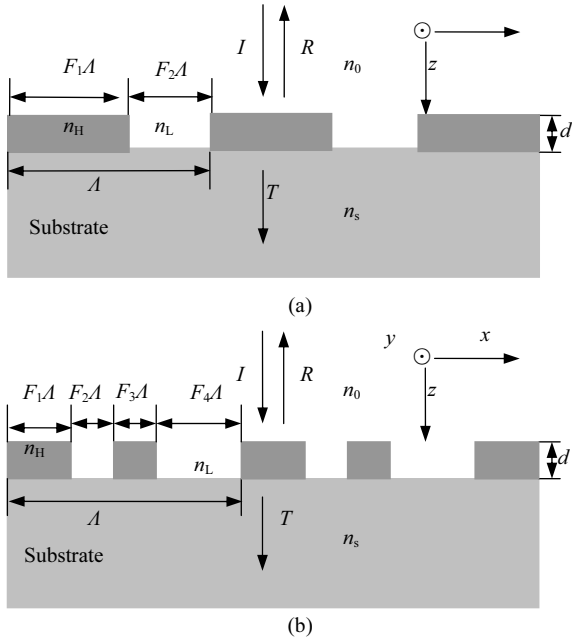 F₁Λ F₂Λ I R n₀ z
n_H n_L d
Λ T
Substrate n_s
(a)
y x
F₁Λ F₂Λ F₃Λ F₄Λ I R n₀ z
n_H n_L d
Λ T
Substrate n_s
(b)